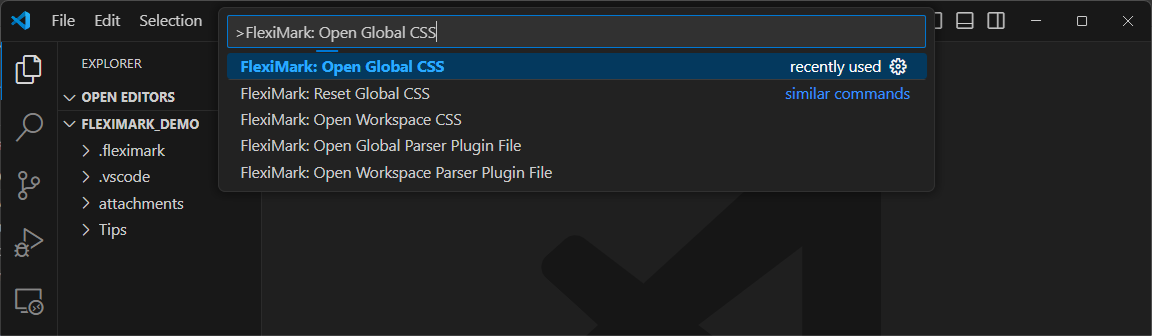 File Edit Selection
>FlexiMark: Open Global CSS
EXPLORER
OPEN EDITORS
FLEXIMARK_DEMO
.fleximark
.vscode
attachments
Tips
FlexiMark: Open Global CSS recently used
FlexiMark: Reset Global CSS similar commands
FlexiMark: Open Workspace CSS
FlexiMark: Open Global Parser Plugin File
FlexiMark: Open Workspace Parser Plugin File